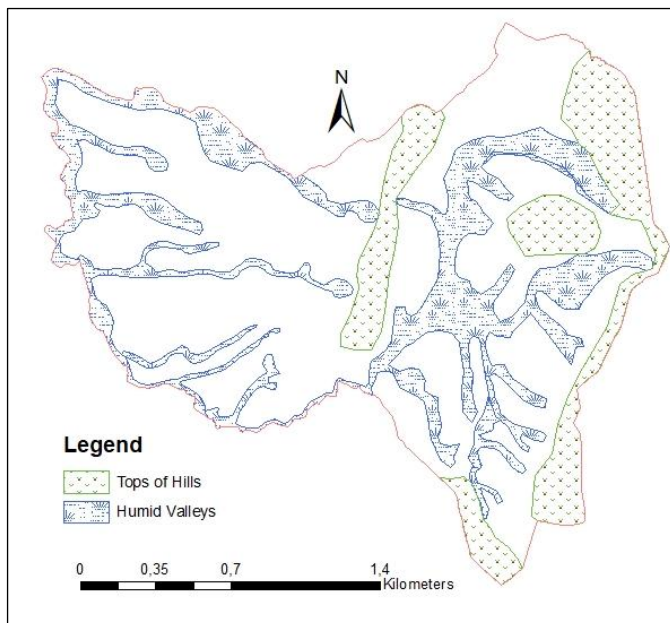 N
Legend
Tops of Hills
Humid Valleys
0 0,35 0,7 1,4
Kilometers